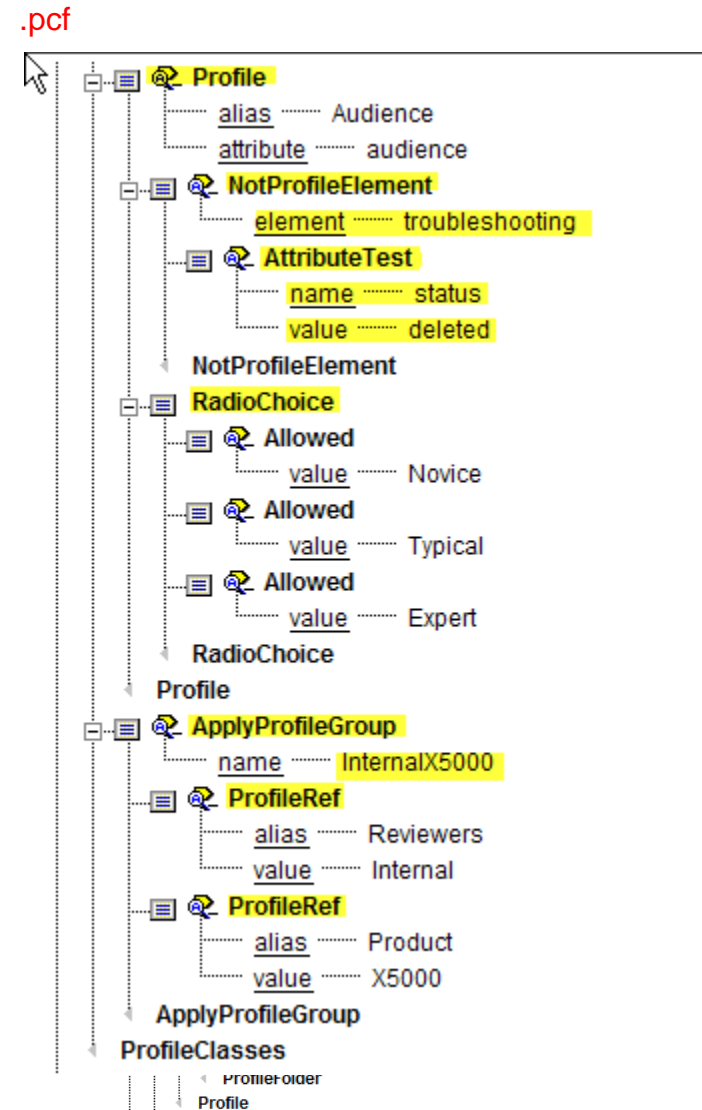 .pcf
Profile
alias Audience
attribute audience
NotProfileElement
element troubleshooting
AttributeTest
name status
value deleted
NotProfileElement
RadioChoice
Allowed
value Novice
Allowed
value Typical
Allowed
value Expert
RadioChoice
Profile
ApplyProfileGroup
name InternalX5000
ProfileRef
alias Reviewers
value Internal
ProfileRef
alias Product
value X5000
ApplyProfileGroup
ProfileClasses
ProfileFolder
Profile